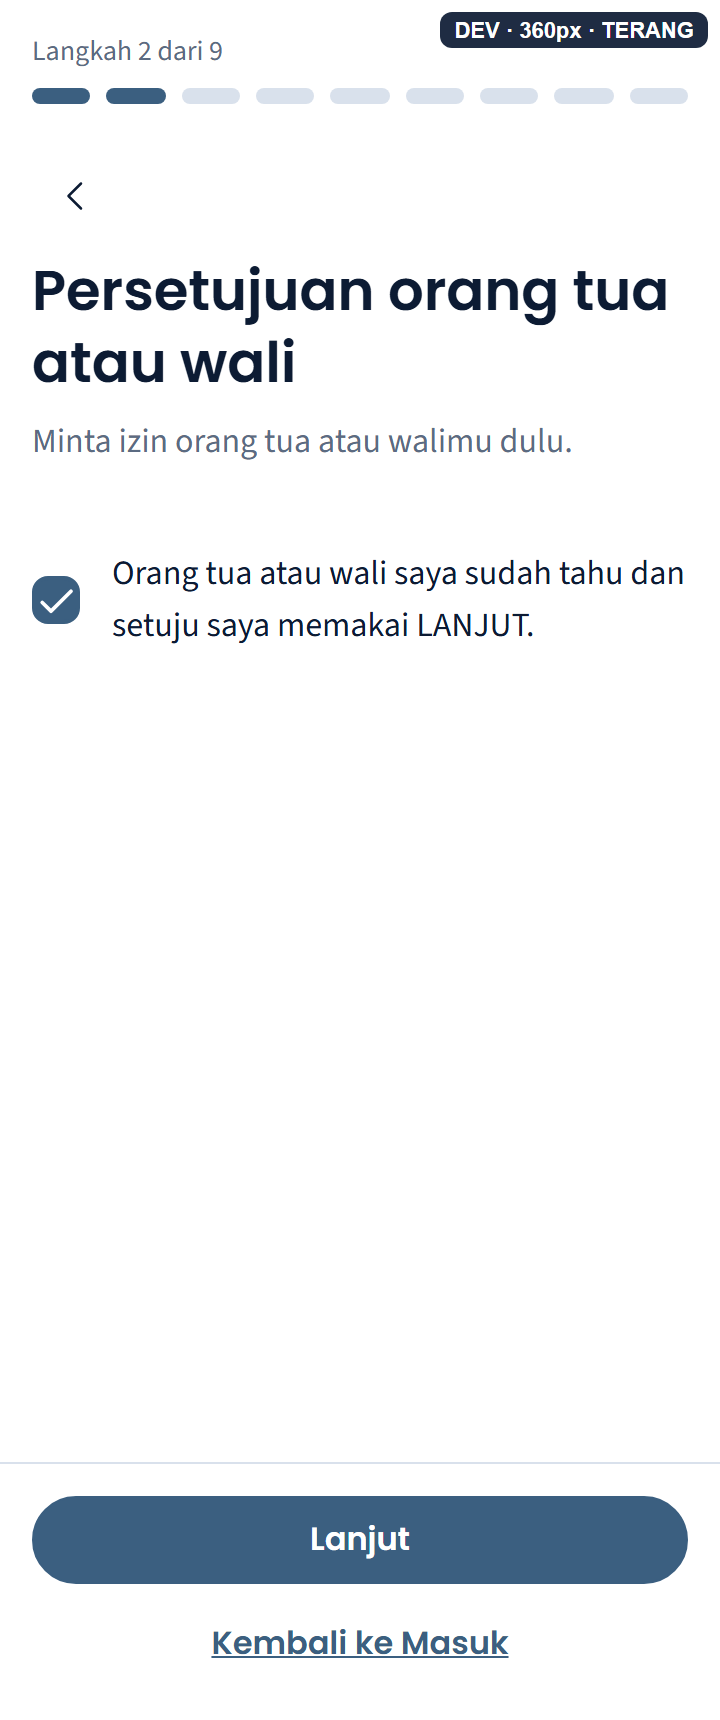 Langkah 2 dari 9
DEV · 360px · TERANG
Persetujuan orang tua
atau wali
Minta izin orang tua atau walimu dulu.
Orang tua atau wali saya sudah tahu dan
setuju saya memakai LANJUT.
Lanjut
Kembali ke Masuk